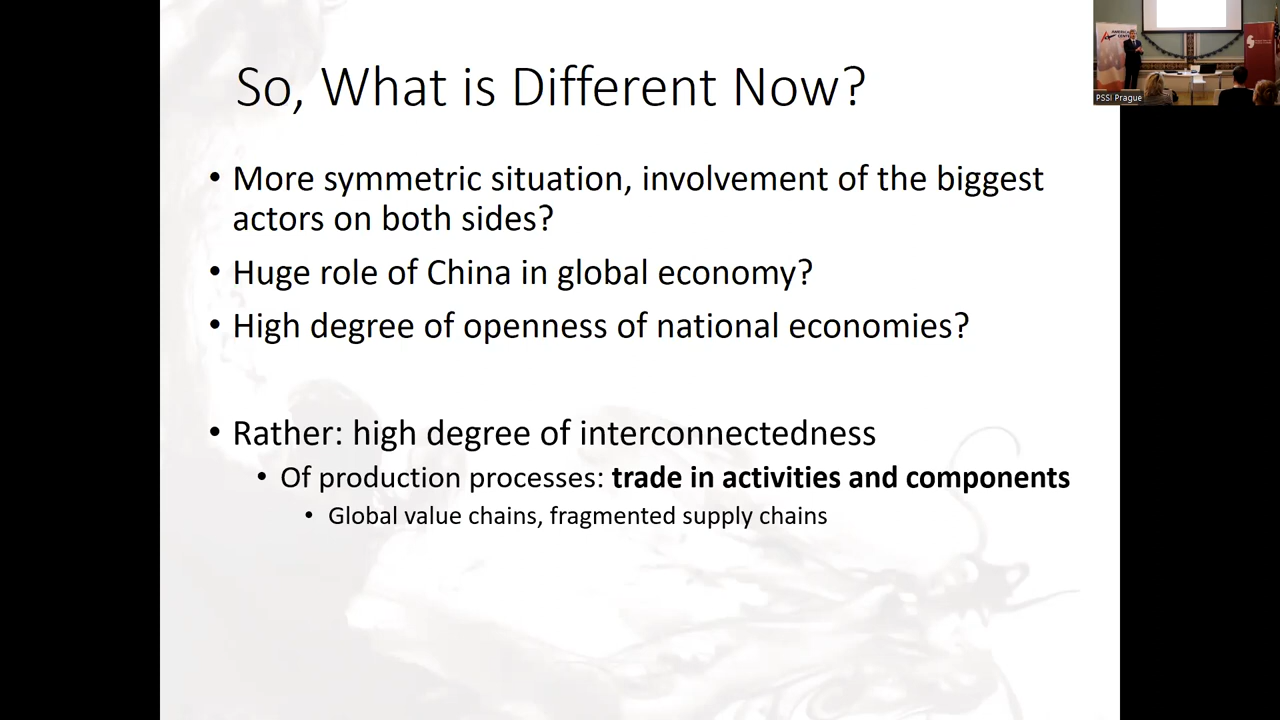 So, What is Different Now?
• More symmetric situation, involvement of the biggest
actors on both sides?
• Huge role of China in global economy?
• High degree of openness of national economies?
• Rather: high degree of interconnectedness
• Of production processes: trade in activities and components
• Global value chains, fragmented supply chains
PSSI Prague